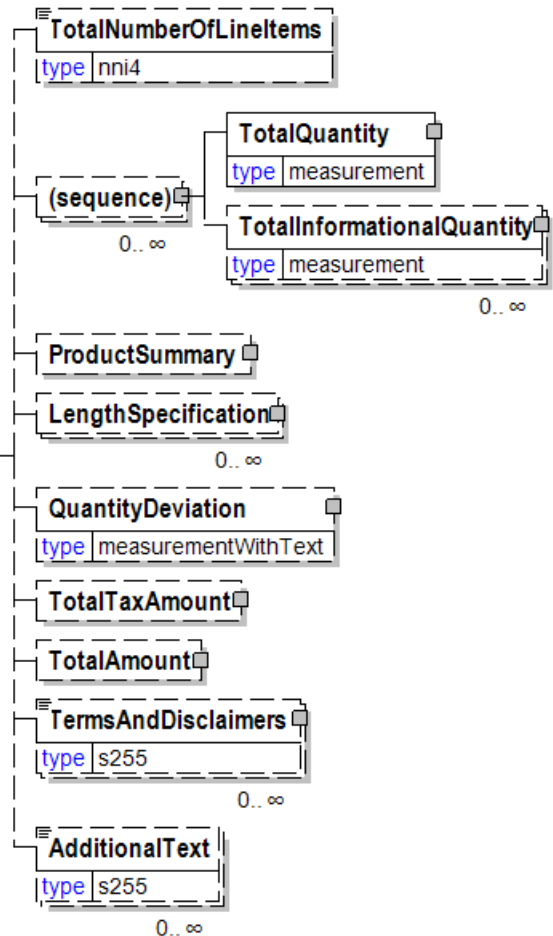 TotalNumberOfLineItems
type nni4
TotalQuantity
type measurement
(sequence)
0.. ∞
TotalInformationalQuantity
type measurement
0.. ∞
ProductSummary
LengthSpecification
0.. ∞
QuantityDeviation
type measurementWithText
TotalTaxAmount
TotalAmount
TermsAndDisclaimers
type s255
0.. ∞
AdditionalText
type s255
0.. ∞